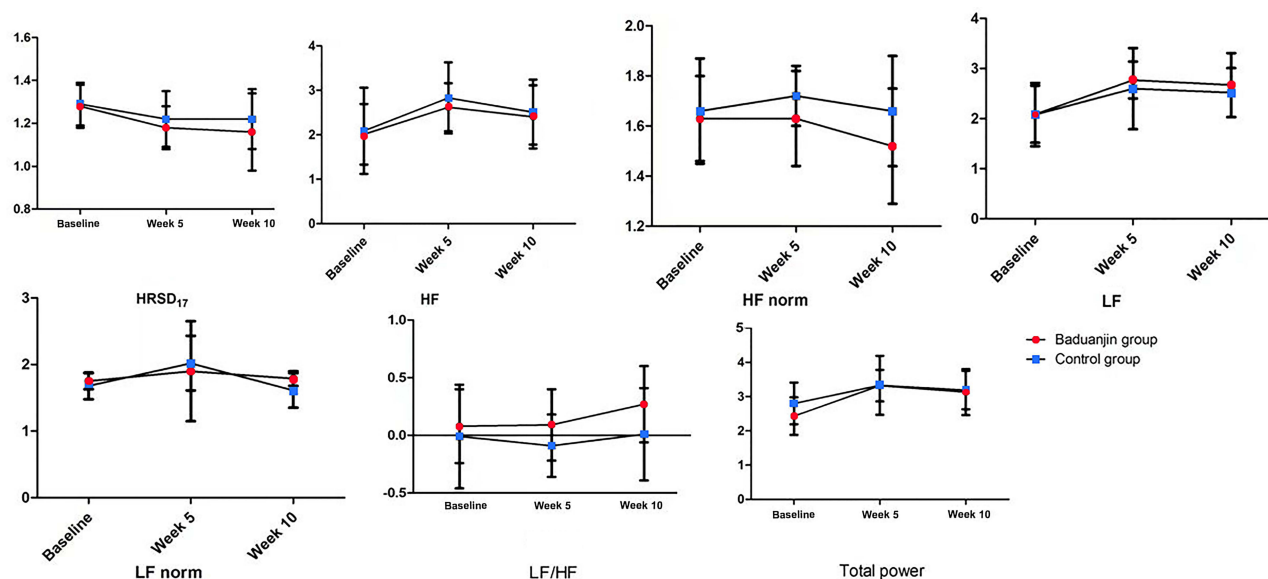 1.6
1.4
1.2
1.0
0.8
Baseline
Week 5
Week 10
HRSD17
4
3
2
1
0
Baseline
Week 5
Week 10
HF
2.0
1.8
1.6
1.4
1.2
Baseline
Week 5
Week 10
HF norm
4
3
2
1
0
Baseline
Week 5
Week 10
LF
3
2
1
0
Baseline
Week 5
Week 10
LF norm
1.0
0.5
0.0
-0.5
Baseline
Week 5
Week 10
LF/HF
5
4
3
2
1
0
Baseline
Week 5
Week 10
Total power
Baduanjin group
Control group